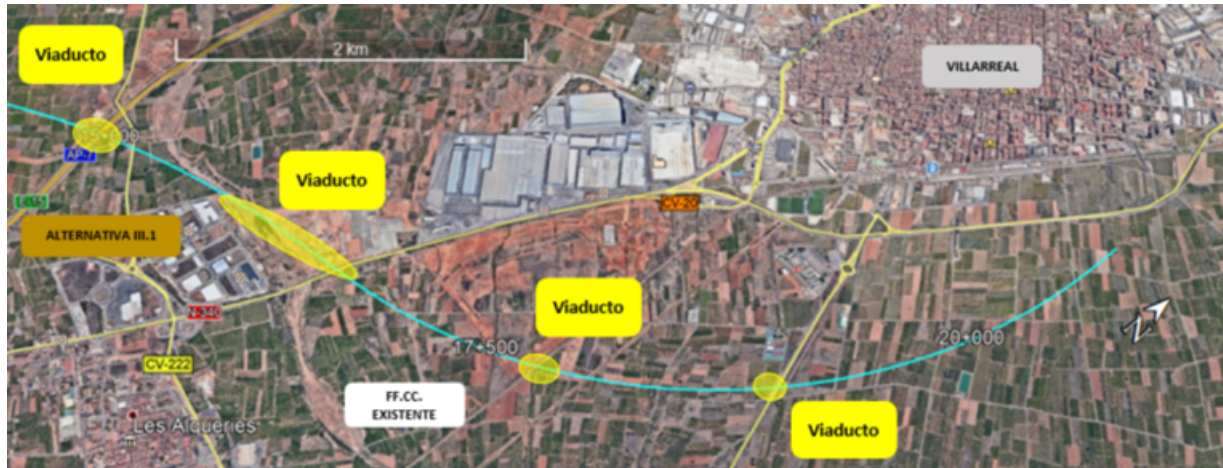 Viaducto
2 km
VILLARREAL
15+000
AP-7
Viaducto
CV-20
ALTERNATIVA III.1
Viaducto
N-340
17+500
20+000
N
CV-222
FF.CC.
EXISTENTE
Les Alqueries
Viaducto